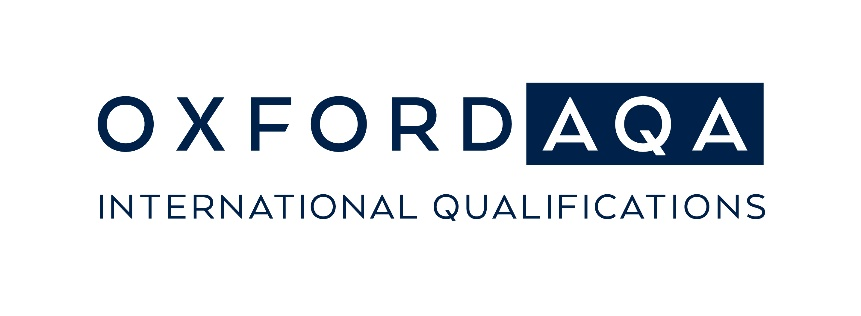 OXFORD AQA
INTERNATIONAL QUALIFICATIONS